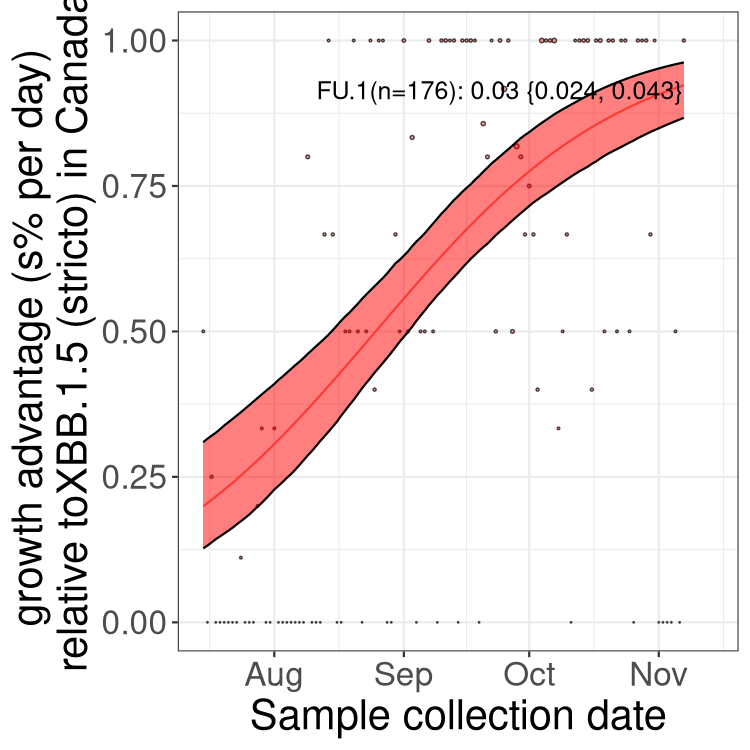 growth advantage (s% per day)
relative toXBB.1.5 (stricto) in Canada
1.00
0.75
0.50
0.25
0.00
FU.1(n=176): 0.03 {0.024, 0.043}
Aug Sep Oct Nov
Sample collection date